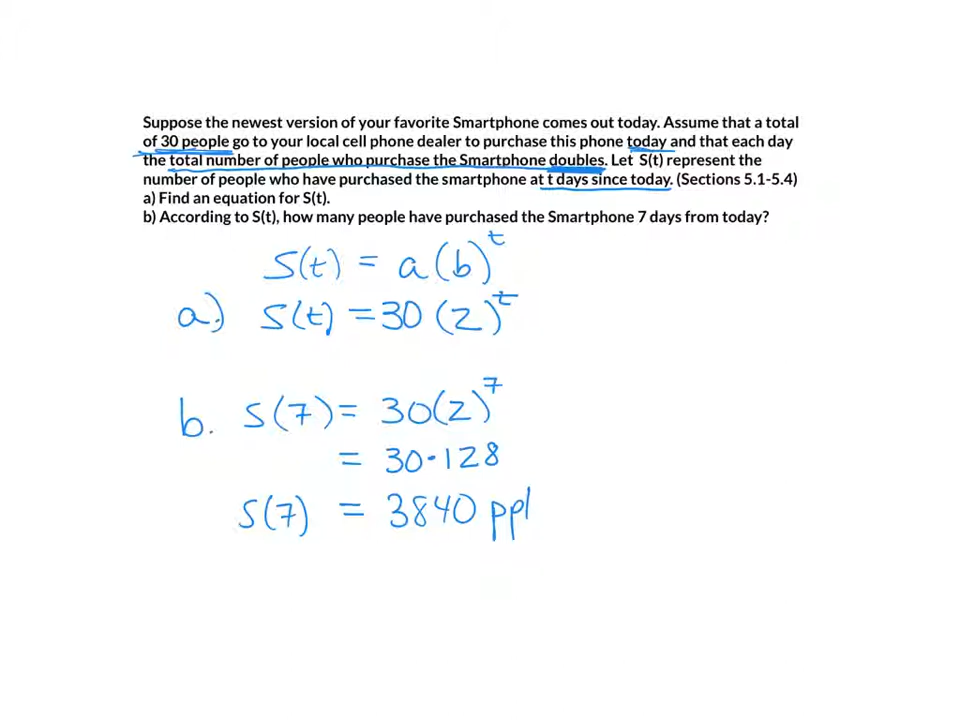 Suppose the newest version of your favorite Smartphone comes out today. Assume that a total
of 30 people go to your local cell phone dealer to purchase this phone today and that each day
the total number of people who purchase the Smartphone doubles. Let S(t) represent the
number of people who have purchased the smartphone at t days since today. (Sections 5.1-5.4)
a) Find an equation for S(t).
b) According to S(t), how many people have purchased the Smartphone 7 days from today?
S(t) = a(b)^t
a.) S(t) = 30(2)^t
b. S(7) = 30(2)^7
= 30·128
S(7) = 3840 ppl